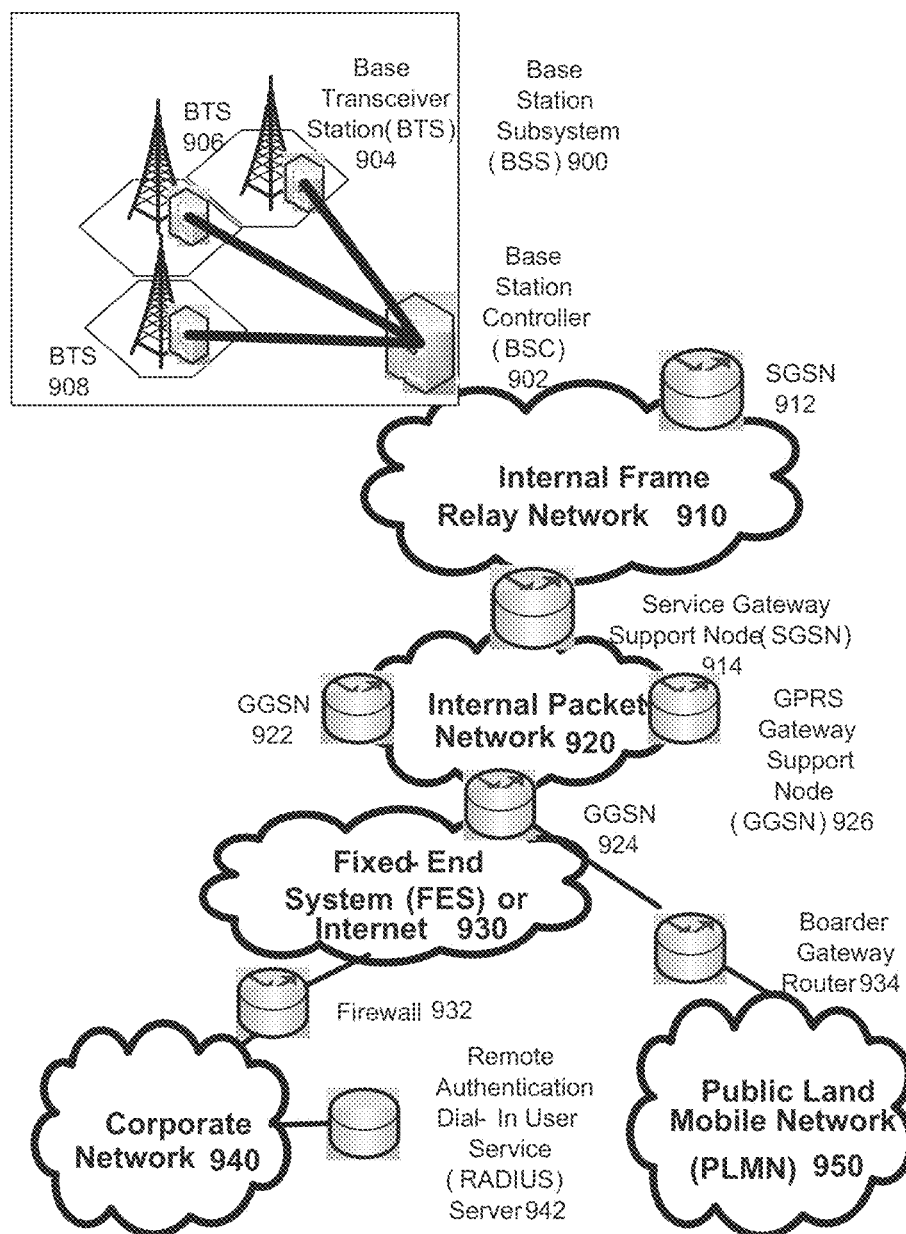 BTS
906
Base
Transceiver
Station(BTS)
904
Base
Station
Subsystem
(BSS) 900
BTS
908
Base
Station
Controller
(BSC)
902
SGSN
912
Internal Frame
Relay Network 910
Service Gateway
Support Node(SGSN)
914
GGSN
922
Internal Packet
Network 920
GPRS
Gateway
Support
Node
(GGSN) 926
GGSN
924
Fixed-End
System (FES) or
Internet 930
Boarder
Gateway
Router 934
Firewall 932
Remote
Authentication
Dial-In User
Service
(RADIUS)
Server 942
Corporate
Network 940
Public Land
Mobile Network
(PLMN) 950